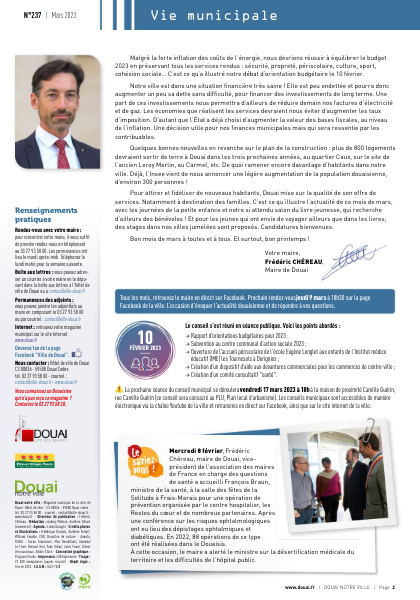 N°237 | Mars 2023
Vie municipale
Malgré la forte inflation des coûts de l'énergie, nous devrions réussir à équilibrer le budget
2023 en préservant tous les services rendus : sécurité, propreté, périscolaire, culture, sport,
cohésion sociale... C'est ce qu'a illustré notre débat d'orientation budgétaire le 10 février.
Notre ville est dans une situation financière très saine ! Elle est peu endettée et pourra donc
augmenter un peu sa dette sans difficulté, pour financer des investissements de long terme. Une
part de ces investissements nous permettra d'ailleurs de réduire demain nos factures d'électricité
et de gaz. Les économies que réalisent les services devraient nous éviter d'augmenter les taux
d'imposition. D'autant que l'État a déjà choisi d'augmenter la valeur des bases fiscales, au niveau
de l'inflation. Une décision utile pour nos finances municipales mais qui sera ressentie par les
contribuables.
Quelques bonnes nouvelles en revanche sur le plan de la construction : plus de 800 logements
devraient sortir de terre à Douai dans les trois prochaines années, au quartier Caux, sur le site de
l'ancien Leroy Merlin, au Carmel, etc. De quoi ramener encore davantage d'habitants dans notre
ville. Déjà, l'Insee vient de nous annoncer une légère augmentation de la population douaisienne,
d'environ 300 personnes !
Pour attirer et fidéliser de nouveaux habitants, Douai mise sur la qualité de son offre de
services. Notamment à destination des familles. C'est ce qu'illustre l'actualité de ce mois de mars,
avec les journées de la petite enfance et notre si attendu salon du livre jeunesse, qui recherche
d'ailleurs des bénévoles ! Et pour les jeunes qui ont envie de voyager ailleurs que dans les livres,
des stages dans nos villes jumelées sont proposés. Candidatures bienvenues.
Bon mois de mars à toutes et à tous. Et surtout, bon printemps !
Votre maire,
Frédéric CHÉREAU,
Maire de Douai
Renseignements
pratiques
Rendez-vous avec votre maire :
pour rencontrer notre maire, il vous suffit
de prendre rendez-vous en téléphonant
au 03 27 93 58 00. Les permanences ont
lieu le mardi après-midi. Téléphonez le
lundi matin pour la semaine suivante.
Boîte aux lettres : vous pouvez adres-
ser un courrier à votre maire en le dépo-
sant dans la boîte aux lettres à l'hôtel de
ville de Douai ou à contact@ville-douai.fr
Permanences des adjoints :
vous pouvez joindre les adjoints du
maire en composant le 03 27 93 58 00
ou par courriel : contact@ville-douai.fr
Internet : retrouvez votre magazine
municipal sur le site Internet
www.douai.fr
Devenez fan de la page
Facebook "Ville de Douai".
Nous contacter : Hôtel de Ville de Douai
CS 80836 - 59508 Douai Cedex
tél. 03 27 93 58 00 - courriel :
contact@ville-douai.fr - www.douai.fr
Vous connaissez un Douaisien
qui n'a pas reçu ce magazine ?
Contactez le 03 27 93 58 30.
Tous les mois, retrouvez le maire en direct sur Facebook. Prochain rendez-vous jeudi 9 mars à 18h30 sur la page
Facebook de la ville. L'occasion d'évoquer l'actualité douaisienne et de répondre à vos questions.
10
FÉVRIER 2023
Le conseil s'est réuni en séance publique. Voici les points abordés :
→ Rapport d'orientations budgétaires pour 2023 ;
→ Subvention au centre communal d'action sociale 2023 ;
→ Ouverture de l'accueil périscolaire de l'école Eugène Lenglet aux enfants de l'Institut médico
éducatif (IME) Les Tournesols à Dorignies ;
→ Création d'un dispositif d'aide aux devantures commerciales pour les commerces de centre-ville ;
→ Création d'un comité consultatif "santé".
La prochaine séance du conseil municipal se déroulera vendredi 17 mars 2023 à 18h à la maison de proximité Camille Guérin,
rue Camille Guérin (ce conseil sera consacré au PLU, Plan local d'urbanisme). Les conseils municipaux sont accessibles de manière
électronique via la chaîne Youtube de la ville et retransmis en direct sur Facebook, ainsi que sur le site internet de la ville.
Le
saviez-
vous!
Mercredi 8 février, Frédéric
Chéreau, maire de Douai, vice-
président de l'association des maires
de France en charge des questions
de santé a accueilli François Braun,
ministre de la santé, à la salle des fêtes de la
Solitude à Frais-Marais pour une opération de
prévention organisée par le centre hospitalier, les
Restos du cœur et de nombreux partenaires. Après
une conférence sur les risques ophtalmologiques
ont eu lieu des dépistages ophtalmiques et
diabétiques. En 2022, 88 opérations de ce type
ont été réalisées dans le Douaisis.
À cette occasion, le maire a alerté le ministre sur la désertification médicale du
territoire et les difficultés de l'hôpital public.
DOUAI
Douai
notre ville
www.douai.fr | DOUAI NOTRE VILLE | Page 2